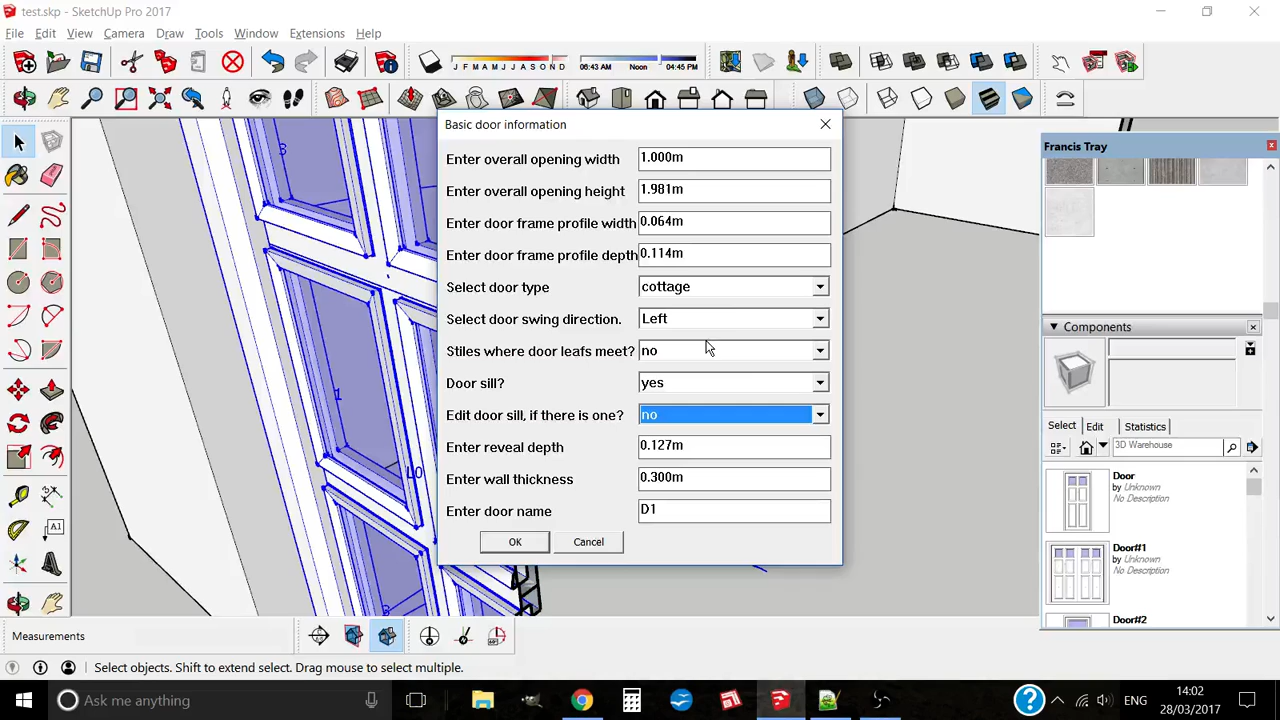 test.skp - SketchUp Pro 2017
File Edit View Camera Draw Tools Window Extensions Help
J F M A M J J A S O N D
06:43 AM Noon 04:45 PM
Basic door information
Enter overall opening width 1.000m
Enter overall opening height 1.981m
Enter door frame profile width 0.064m
Enter door frame profile depth 0.114m
Select door type cottage
Select door swing direction. Left
Stiles where door leafs meet? no
Door sill? yes
Edit door sill, if there is one? no
Enter reveal depth 0.127m
Enter wall thickness 0.300m
Enter door name D1
OK Cancel
3
1
L0
3
A1
Francis Tray
Components
Select Edit Statistics
3D Warehouse
Door
by Unknown
No Description
Door#1
by Unknown
No Description
Door#2
Measurements
Select objects. Shift to extend select. Drag mouse to select multiple.
Ask me anything
ENG
14:02
28/03/2017